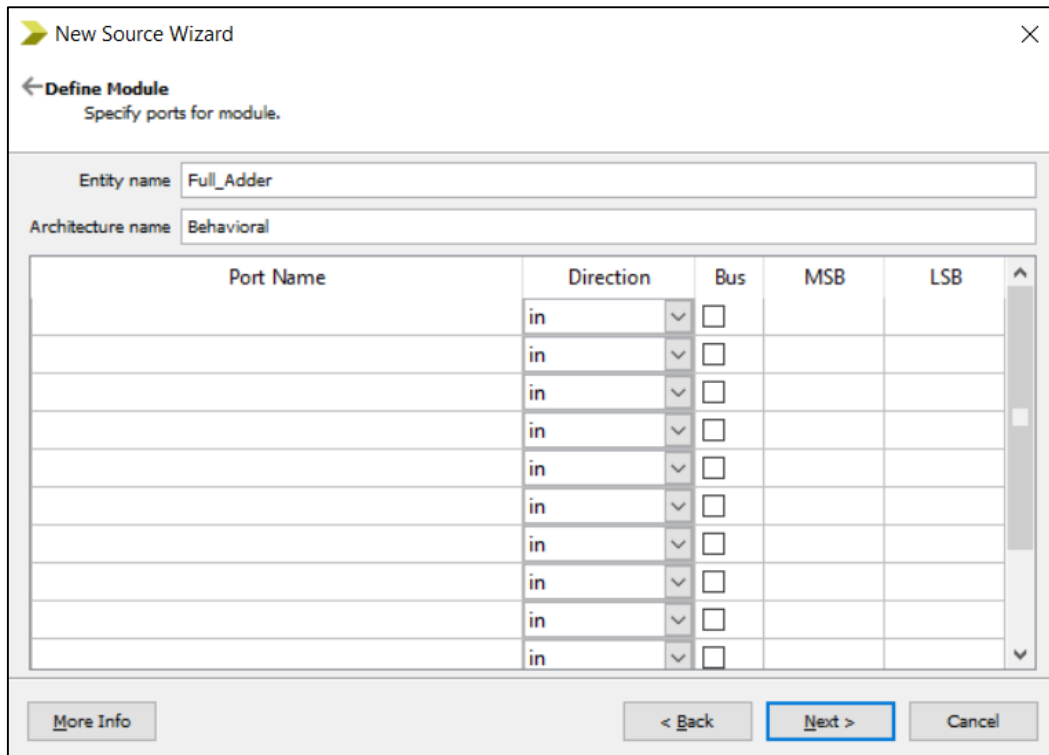 New Source Wizard
Define Module
Specify ports for module.
Entity name Full_Adder
Architecture name Behavioral
Port Name Direction Bus MSB LSB
in
in
in
in
in
in
in
in
in
in
More Info < Back Next > Cancel